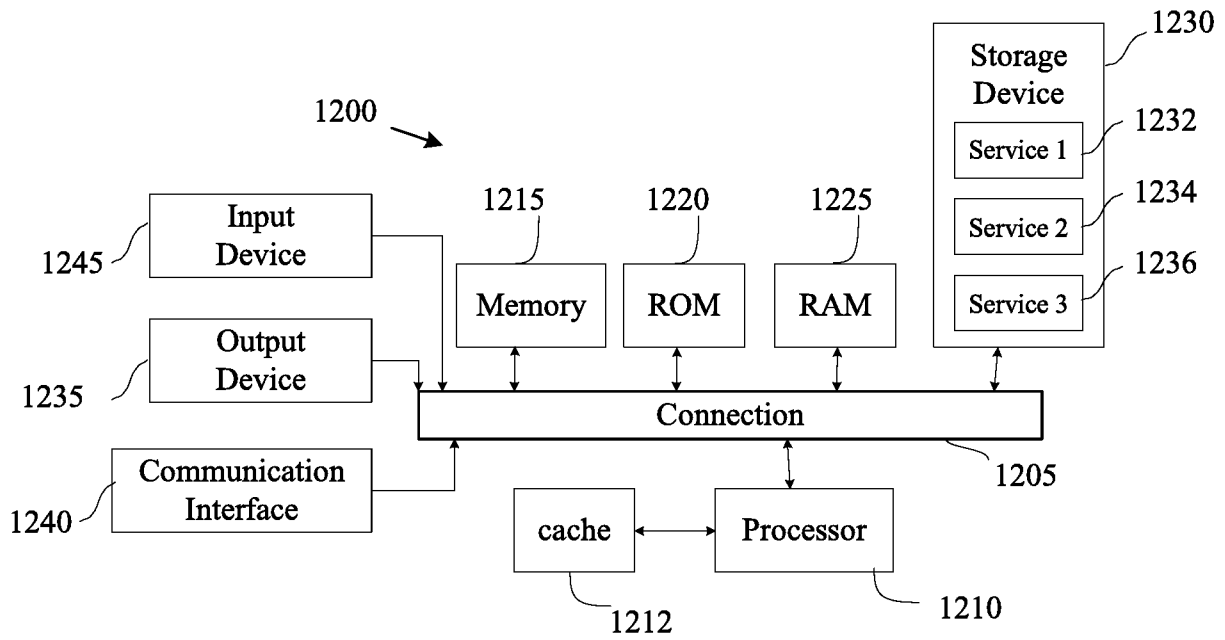 1230
Storage
Device
1200
1232
Service 1
1215
1220
1225
1234
Input
Device
Service 2
1245
1236
Memory
ROM
RAM
Service 3
Output
Device
1235
Connection
Communication
Interface
1205
1240
cache
Processor
1212
1210